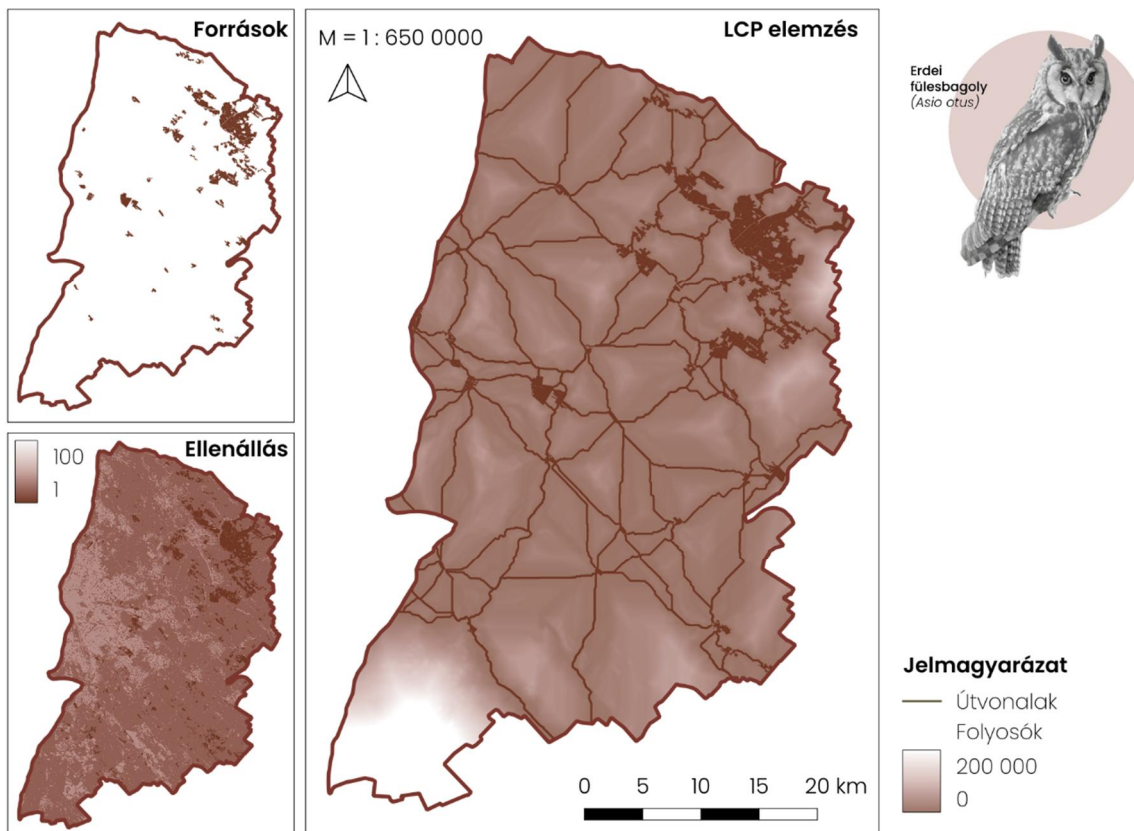 Források
Ellenállás
100
1
M = 1 : 650 0000
LCP elemzés
0 5 10 15 20 km
Erdei
fülesbagoly
(Asio otus)
Jelmagyarázat
Útvonalak
Folyosók
200 000
0